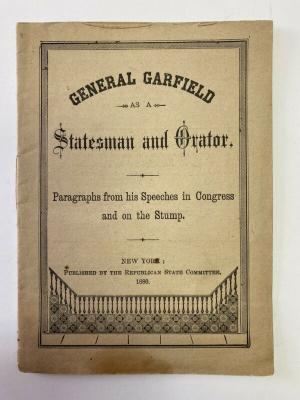 GENERAL GARFIELD
AS A
Statesman and Orator.
Paragraphs from his Speeches in Congress
and on the Stump.
NEW YORK:
PUBLISHED BY THE REPUBLICAN STATE COMMITTEE,
1880.